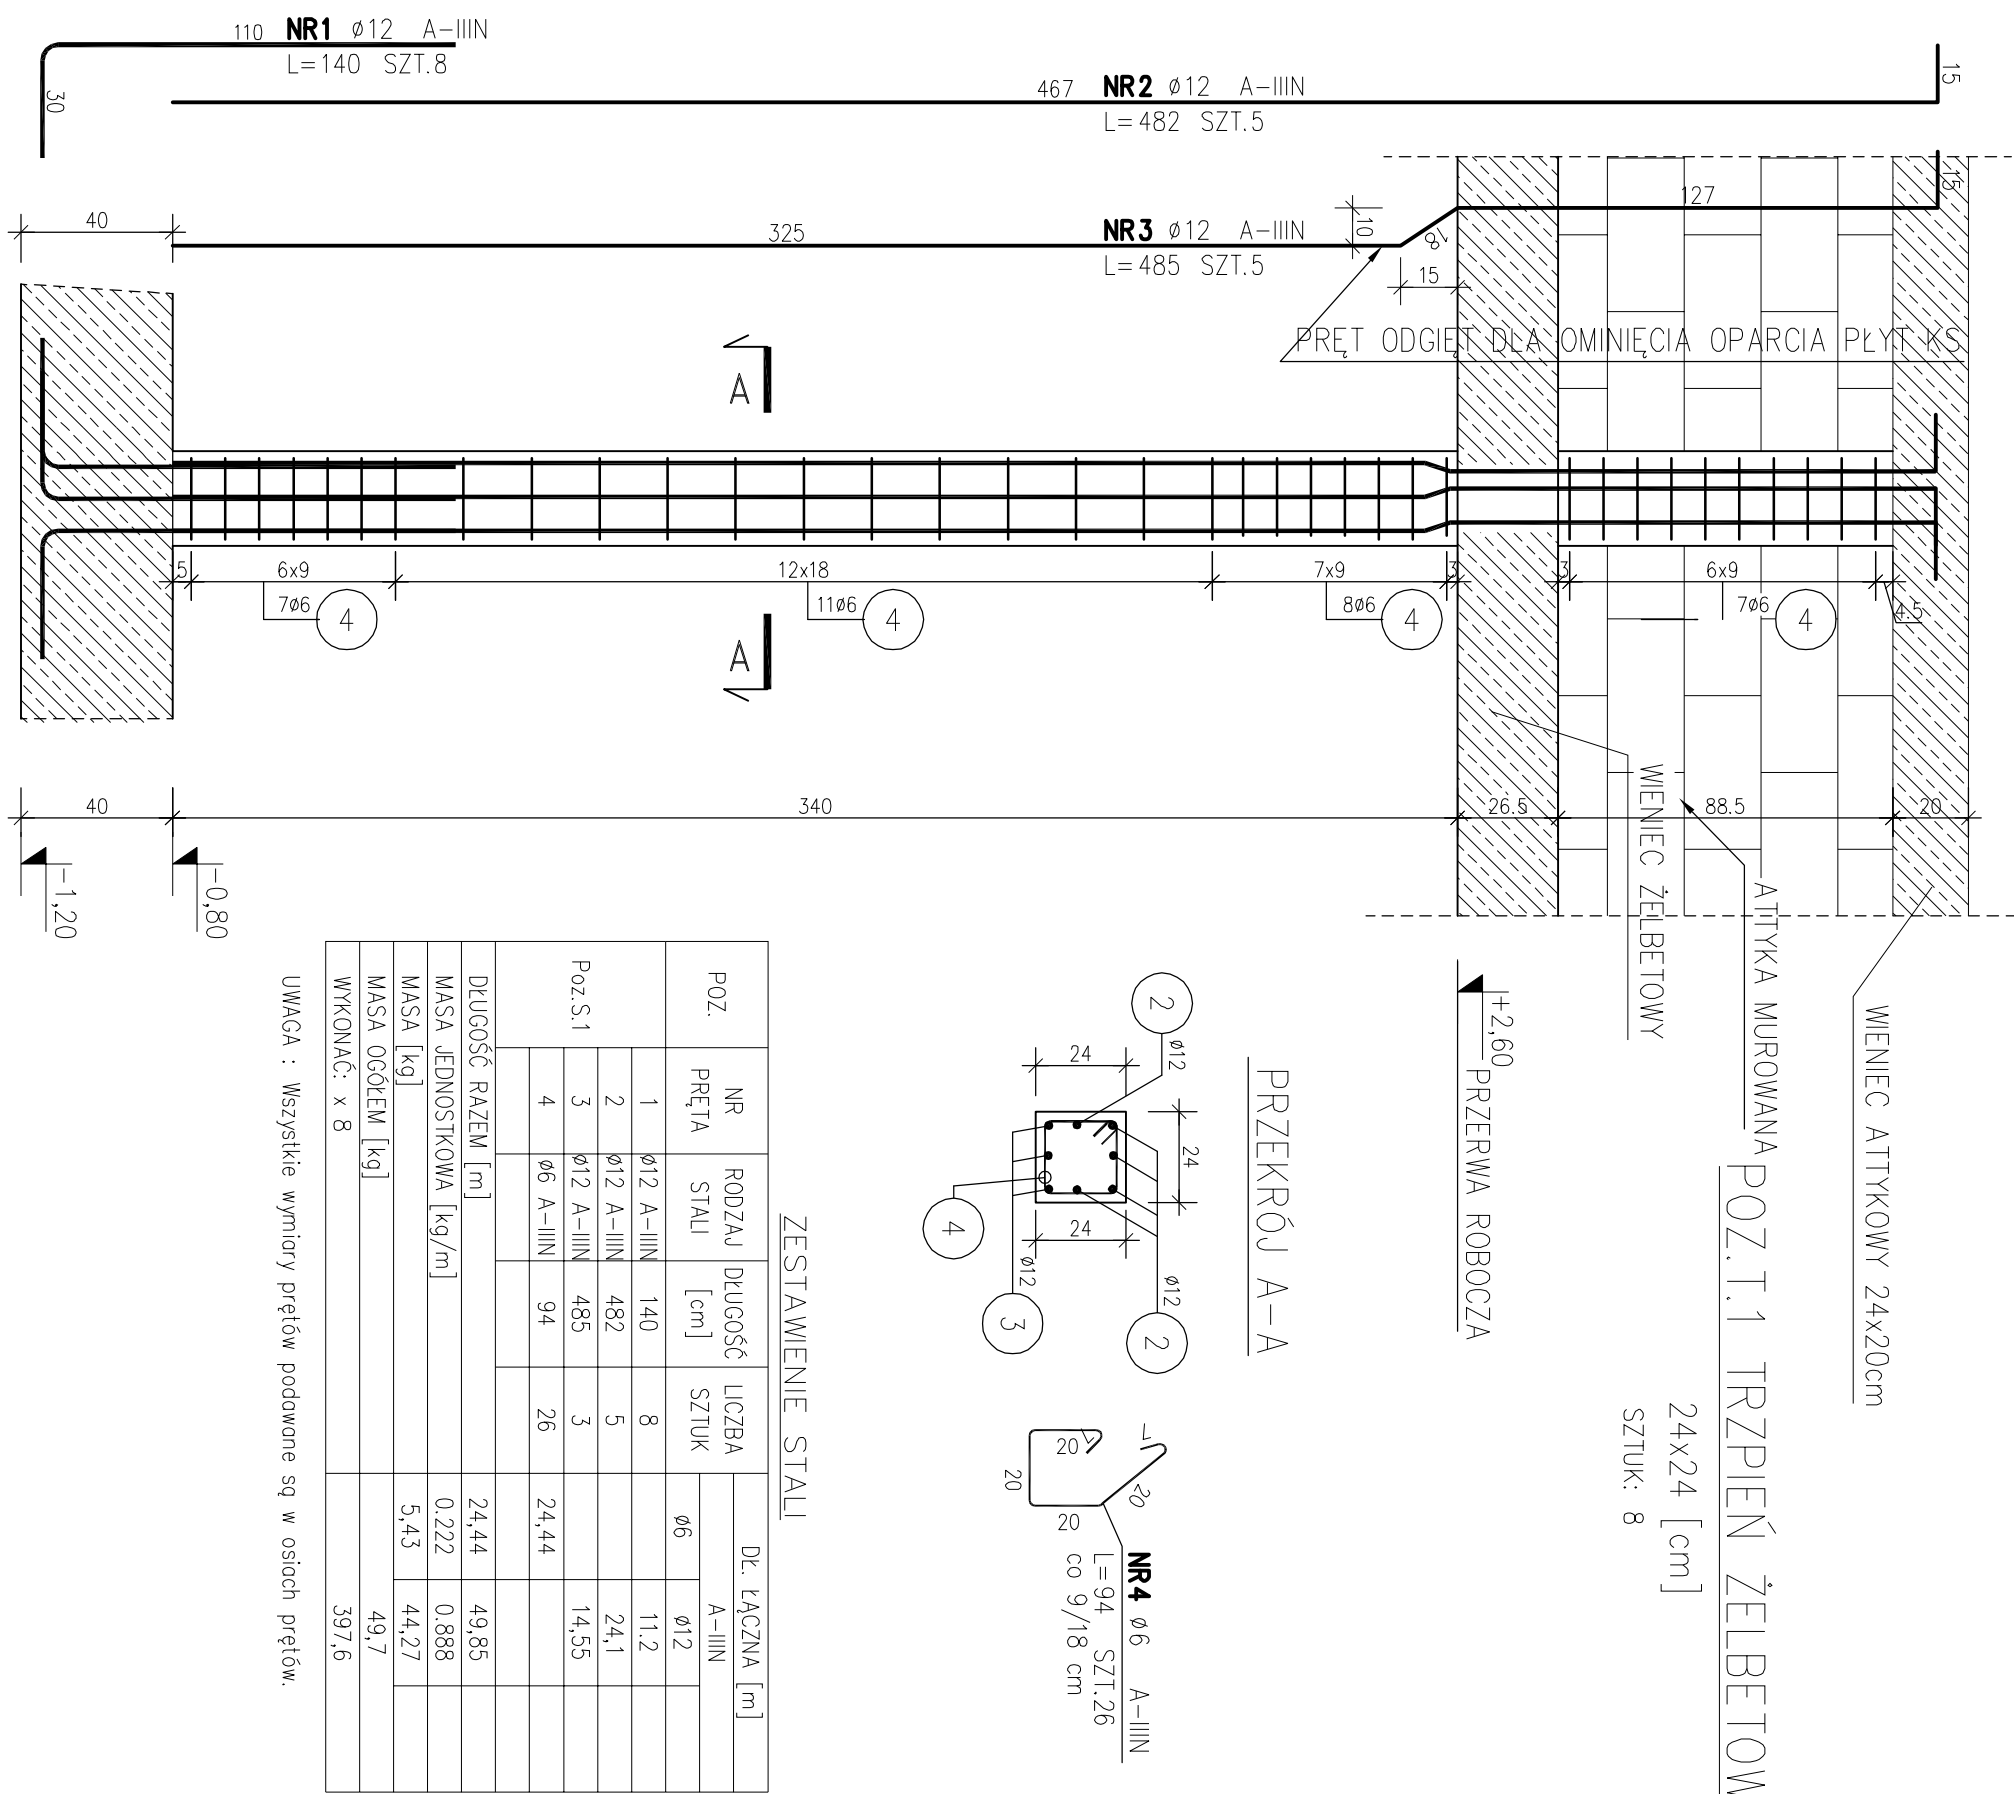 110 NR1 ø12 A-IIIN
L=140 SZT.8
30
467 NR2 ø12 A-IIIN
L=482 SZT.5
15
15
127
40
325
NR3 ø12 A-IIIN
L=485 SZT.5
10
18
15
PRĘT ODGIĘT DLA OMINIĘCIA OPARCIA PŁYT KS
A
5
6x9
12x18
7x9
3
3
6x9
4.5
7ø6 4
11ø6 4
8ø6 4
7ø6 4
A
40
340
26.5
88.5
20
-1,20
-0,80
+2,60
PRZERWA ROBOCZA
WIENIEC ŻELBETOWY
ATTYKA MUROWANA
WIENIEC ATTYKOWY 24x20cm
POZ.T.1 TRZPIEŃ ŻELBETOW
24x24 [cm]
SZTUK: 8
PRZEKRÓJ A-A
2
ø12
24
24
24
4
ø12
3
ø12
2
20
20
20
20
NR4 ø6 A-IIIN
L=94 SZT.26
co 9/18 cm
ZESTAWIENIE STALI
POZ. NR PRĘTA RODZAJ STALI DŁUGOŚĆ [cm] LICZBA SZTUK DŁ. ŁĄCZNA [m]
A-IIIN
ø6 ø12
Poz.S.1
1 ø12 A-IIIN 140 8 11.2
2 ø12 A-IIIN 482 5 24,1
3 ø12 A-IIIN 485 3 14,55
4 ø6 A-IIIN 94 26 24,44
DŁUGOŚĆ RAZEM [m] 24,44 49,85
MASA JEDNOSTKOWA [kg/m] 0.222 0.888
MASA [kg] 5,43 44,27
MASA OGÓŁEM [kg] 49,7
WYKONAĆ: x 8 397,6
UWAGA : Wszystkie wymiary prętów podawane są w osiach prętów.